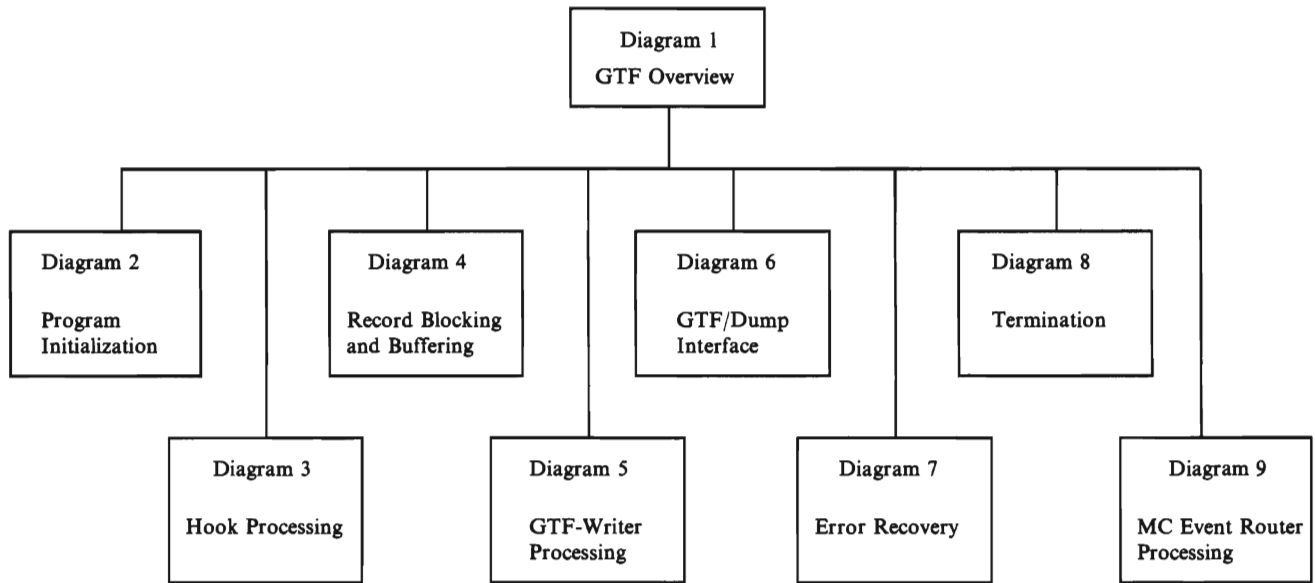 Diagram 1
GTF Overview
Diagram 2
Program
Initialization
Diagram 4
Record Blocking
and Buffering
Diagram 6
GTF/Dump
Interface
Diagram 8
Termination
Diagram 3
Hook Processing
Diagram 5
GTF-Writer
Processing
Diagram 7
Error Recovery
Diagram 9
MC Event Router
Processing